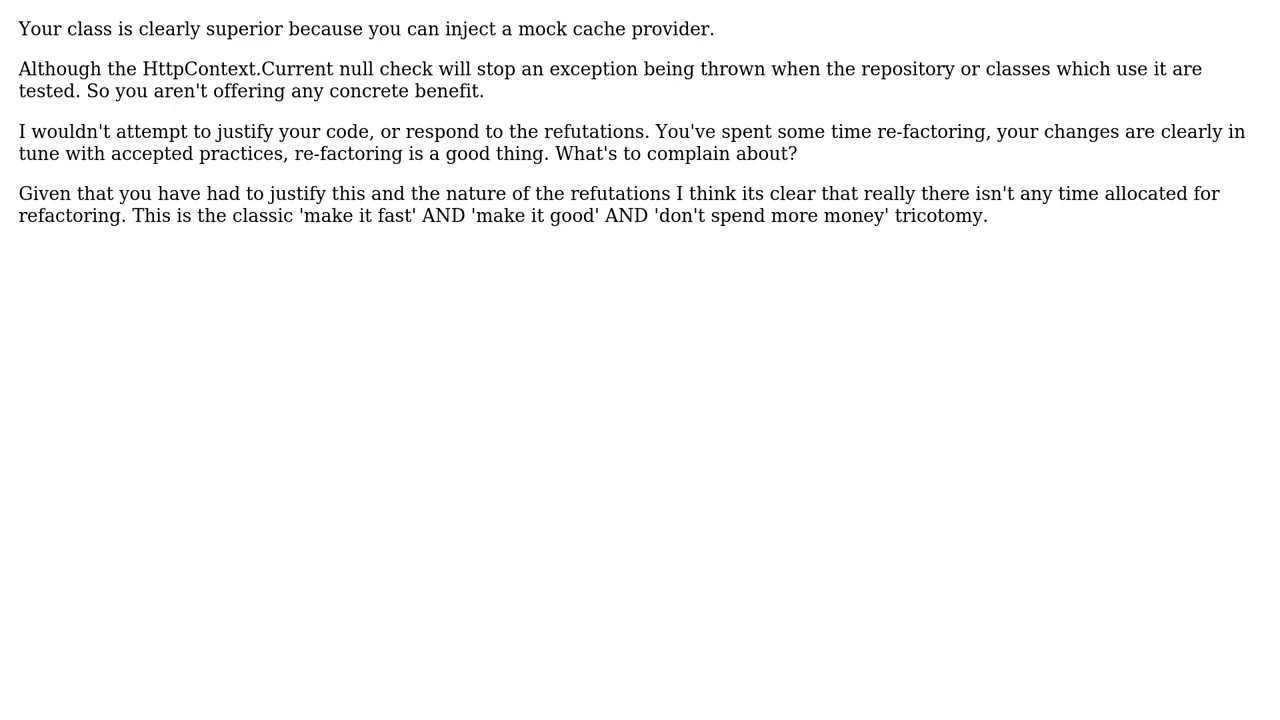 Your class is clearly superior because you can inject a mock cache provider.
Although the HttpContext.Current null check will stop an exception being thrown when the repository or classes which use it are
tested. So you aren't offering any concrete benefit.
I wouldn't attempt to justify your code, or respond to the refutations. You've spent some time re-factoring, your changes are clearly in
tune with accepted practices, re-factoring is a good thing. What's to complain about?
Given that you have had to justify this and the nature of the refutations I think its clear that really there isn't any time allocated for
refactoring. This is the classic 'make it fast' AND 'make it good' AND 'don't spend more money' tricotomy.